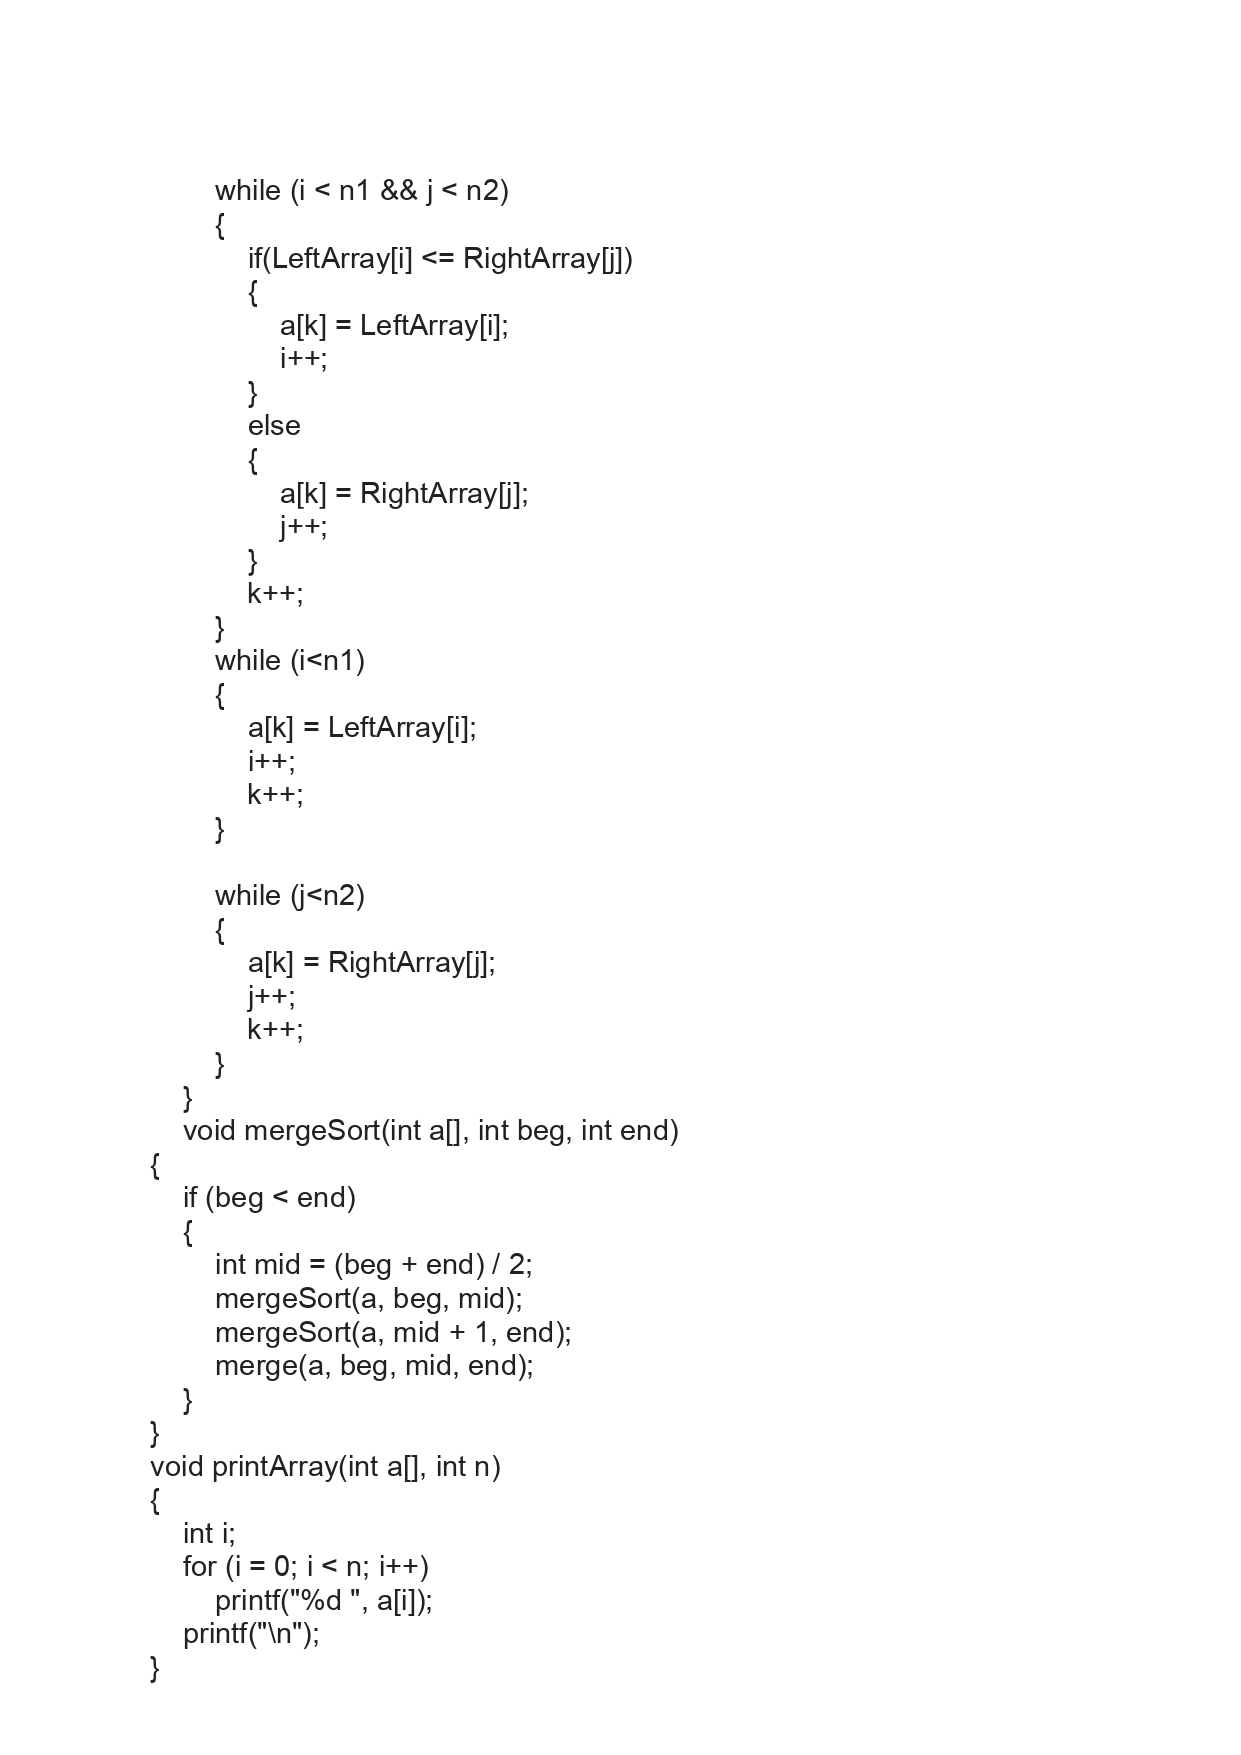 while (i < n1 && j < n2)
{
if(LeftArray[i] <= RightArray[j])
{
a[k] = LeftArray[i];
i++;
}
else
{
a[k] = RightArray[j];
j++;
}
k++;
}
while (i<n1)
{
a[k] = LeftArray[i];
i++;
k++;
}
while (j<n2)
{
a[k] = RightArray[j];
j++;
k++;
}
}
void mergeSort(int a[], int beg, int end)
{
if (beg < end)
{
int mid = (beg + end) / 2;
mergeSort(a, beg, mid);
mergeSort(a, mid + 1, end);
merge(a, beg, mid, end);
}
}
void printArray(int a[], int n)
{
int i;
for (i = 0; i < n; i++)
printf("%d ", a[i]);
printf("\n");
}